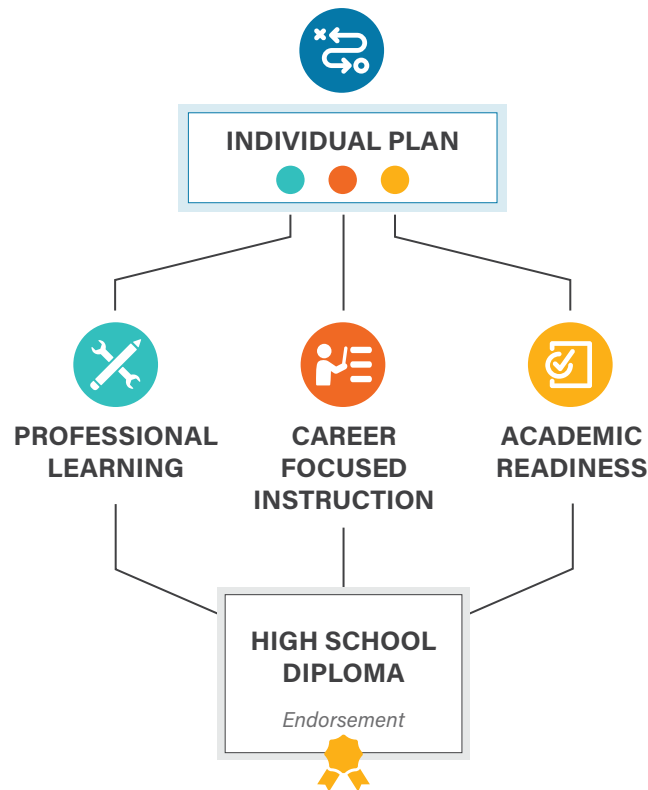 INDIVIDUAL PLAN
PROFESSIONAL
LEARNING
CAREER
FOCUSED
INSTRUCTION
ACADEMIC
READINESS
HIGH SCHOOL
DIPLOMA
Endorsement